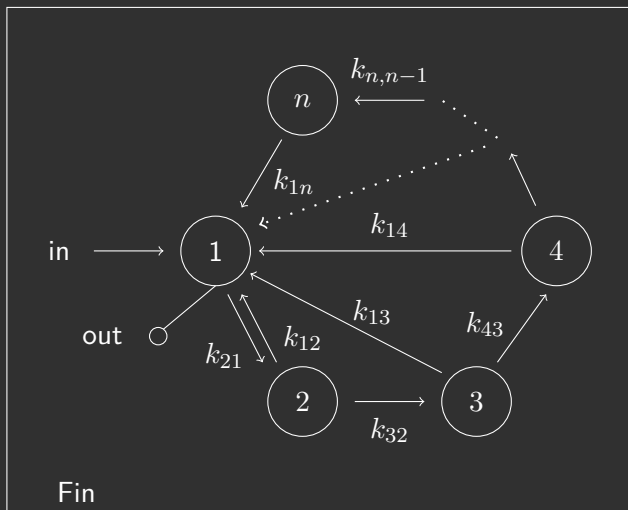 k_{n,n−1}
n
k_{1n}
in
1
k_{14}
4
out
k_{21}
k_{12}
k_{13}
k_{43}
2
k_{32}
3
Fin